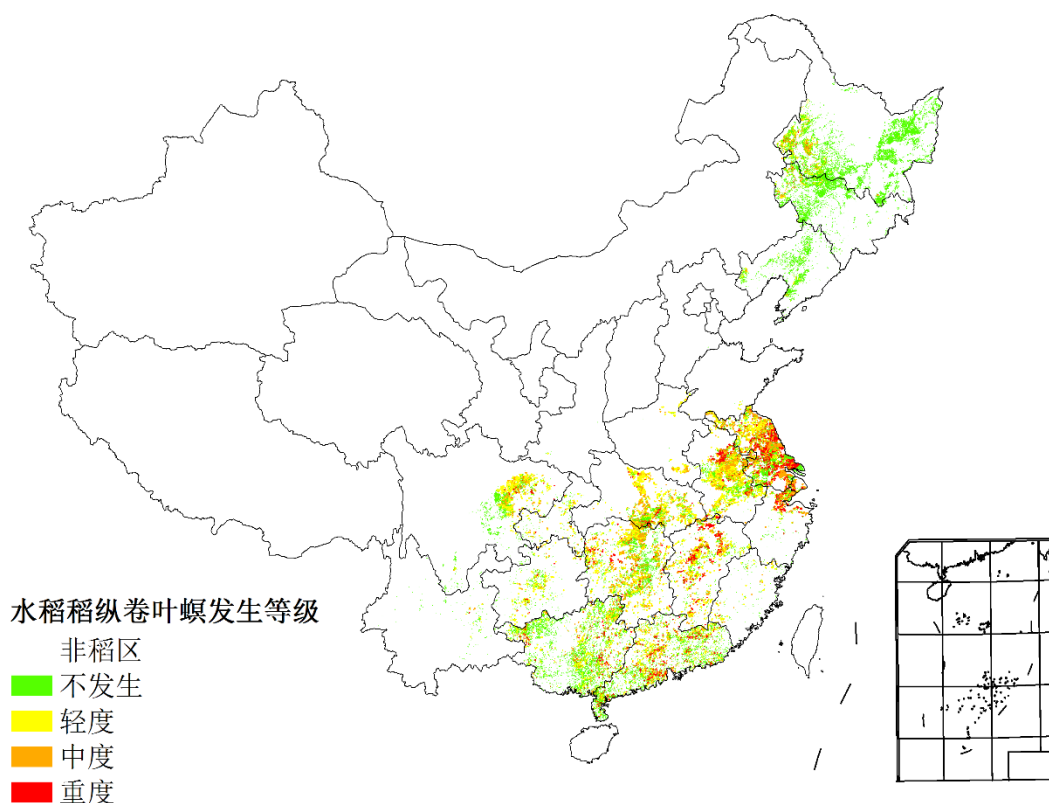 水稻稻纵卷叶螟发生等级
非稻区
不发生
轻度
中度
重度